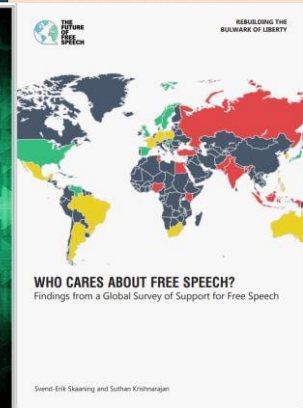 THE
FUTURE
OF
FREE
SPEECH
REBUILDING THE
BULWARK OF LIBERTY
WHO CARES ABOUT FREE SPEECH?
Findings from a Global Survey of Support for Free Speech
Svend-Erik Skaaning and Suthan Krishnarajan